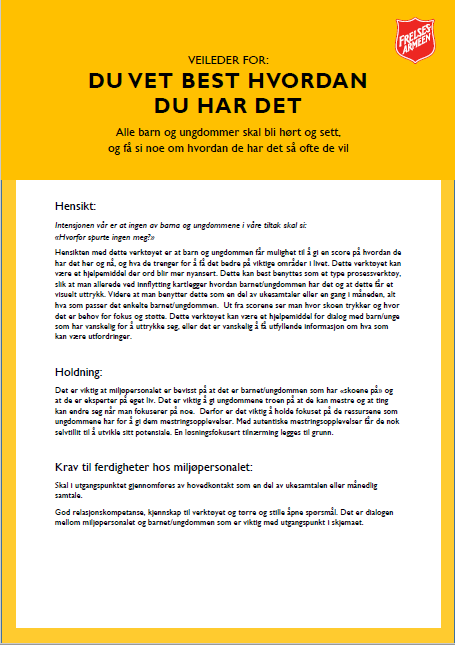 FRELSES-
ARMEEN
VEILEDER FOR:
DU VET BEST HVORDAN
DU HAR DET
Alle barn og ungdommer skal bli hørt og sett,
og få si noe om hvordan de har det så ofte de vil
Hensikt:
Intensjonen vår er at ingen av barna og ungdommene i våre tiltak skal si:
«Hvorfor spurte ingen meg?»
Hensikten med dette verktøyet er at barn og ungdommen får mulighet til å gi en score på hvordan de
har det her og nå, og hva de trenger for å få det bedre på viktige områder i livet. Dette verktøyet kan
være et hjelpemiddel der ord blir mer nyansert. Dette kan best benyttes som et type prosessverktøy,
slik at man allerede ved innflytting kartlegger hvordan barnet/ungdommen har det og at dette får et
visuelt uttrykk. Videre at man benytter dette som en del av ukesamtaler eller en gang i måneden, alt
hva som passer det enkelte barnet/ungdommen.  Ut fra scorene ser man hvor skoen trykker og hvor
det er behov for fokus og støtte. Dette verktøyet kan være et hjelpemiddel for dialog med barn/unge
som har vanskelig for å uttrykke seg, eller det er vanskelig å få utfyllende informasjon om hva som
kan være utfordringer.
Holdning:
Det er viktig at miljøpersonalet er bevisst på at det er barnet/ungdommen som har «skoene på» og
at de er eksperter på eget liv. Det er viktig å gi ungdommene troen på at de kan mestre og at ting
kan endre seg når man fokuserer på noe.  Derfor er det viktig å holde fokuset på de ressursene som
ungdommene har for å gi dem mestringsopplevelser. Med autentiske mestringsopplevelser får de nok
selvtillit til å utvikle sitt potensiale. En løsningsfokusert tilnærming legges til grunn.
Krav til ferdigheter hos miljøpersonalet:
Skal i utgangspunktet gjennomføres av hovedkontakt som en del av ukesamtalen eller månedlig
samtale.
God relasjonskompetanse, kjennskap til verktøyet og tørre og stille åpne spørsmål. Det er dialogen
mellom miljøpersonalet og barnet/ungdommen som er viktig med utgangspunkt i skjemaet.